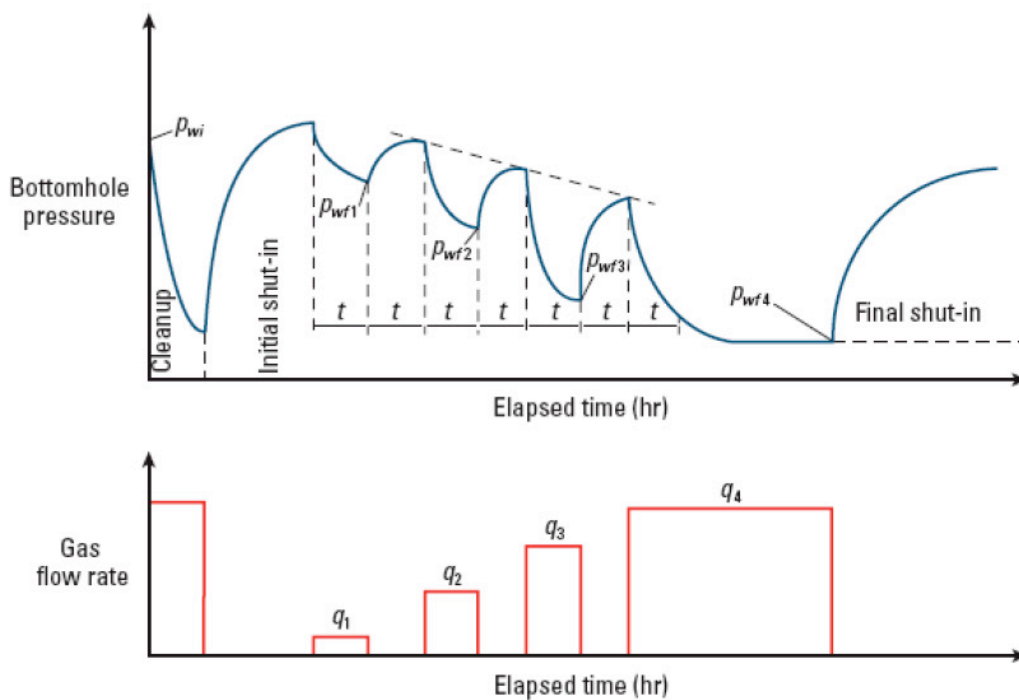 p_wi
Bottomhole
pressure
p_wf1
p_wf2
p_wf3
p_wf4
Cleanup
Initial shut-in
t t t t t t t
Final shut-in
Elapsed time (hr)
Gas
flow rate
q_1
q_2
q_3
q_4
Elapsed time (hr)